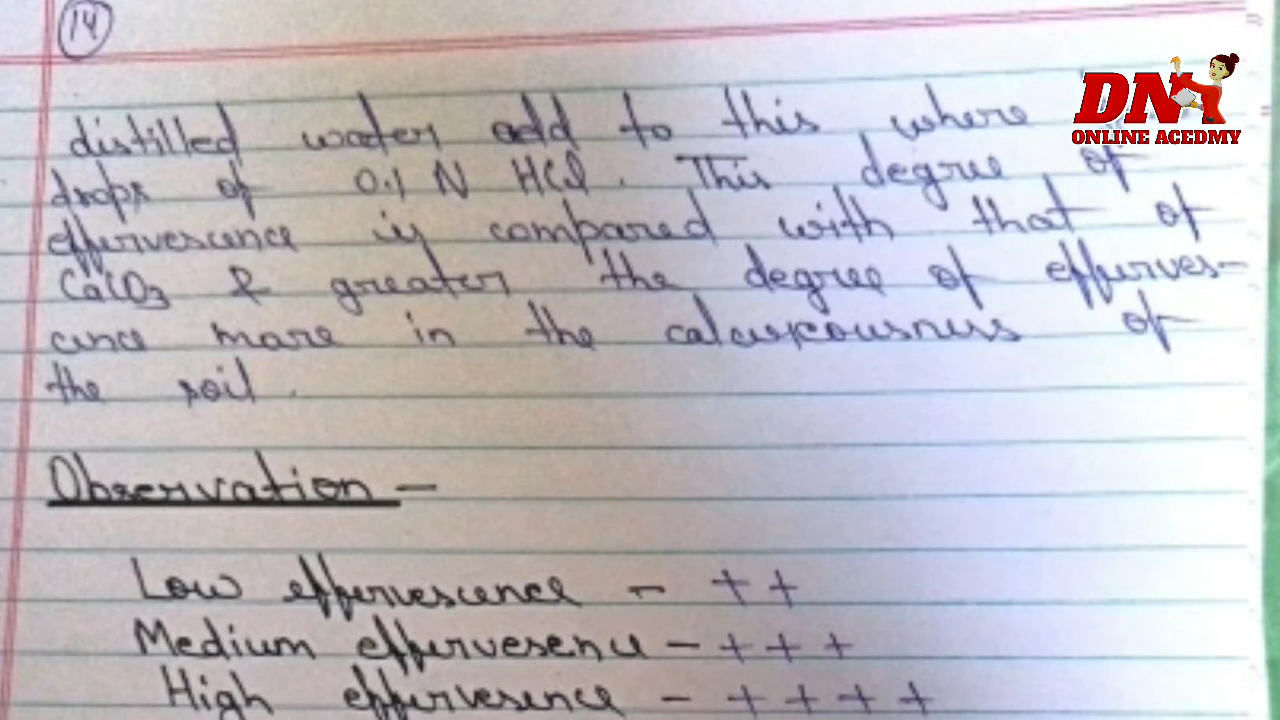 14
DN
ONLINE ACEDMY
distilled water add to this, where
drops of 0.1 N HCl. This degree of
effervescence is compared with that of
CaCO3 & greater the degree of efferves-
cence more in the calcareousness of
the soil.
Observation –
Low effervescence – + +
Medium effervesence – + + +
High effervesence – + + + +